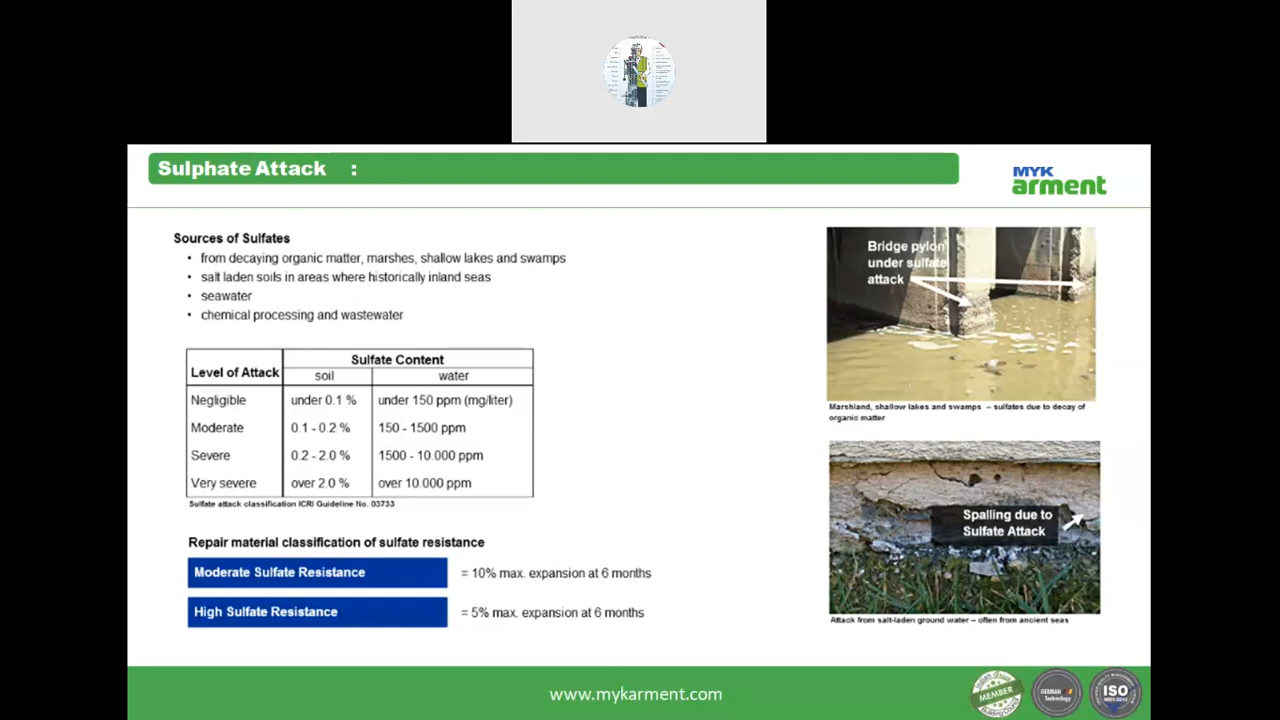 Sulphate Attack :
MYK
arment
Sources of Sulfates
• from decaying organic matter, marshes, shallow lakes and swamps
• salt laden soils in areas where historically inland seas
• seawater
• chemical processing and wastewater
Level of Attack
Sulfate Content
soil water
Negligible under 0.1 % under 150 ppm (mg/liter)
Moderate 0.1 - 0.2 % 150 - 1500 ppm
Severe 0.2 - 2.0 % 1500 - 10.000 ppm
Very severe over 2.0 % over 10.000 ppm
Sulfate attack classification ICRI Guideline No. 03733
Repair material classification of sulfate resistance
Moderate Sulfate Resistance = 10% max. expansion at 6 months
High Sulfate Resistance = 5% max. expansion at 6 months
Bridge pylon
under sulfate
attack
Marshland, shallow lakes and swamps – sulfates due to decay of
organic matter
Spalling due to
Sulfate Attack
Attack from salt-laden ground water – often from ancient seas
www.mykarment.com
MEMBER
GERMAN
Technology
ISO